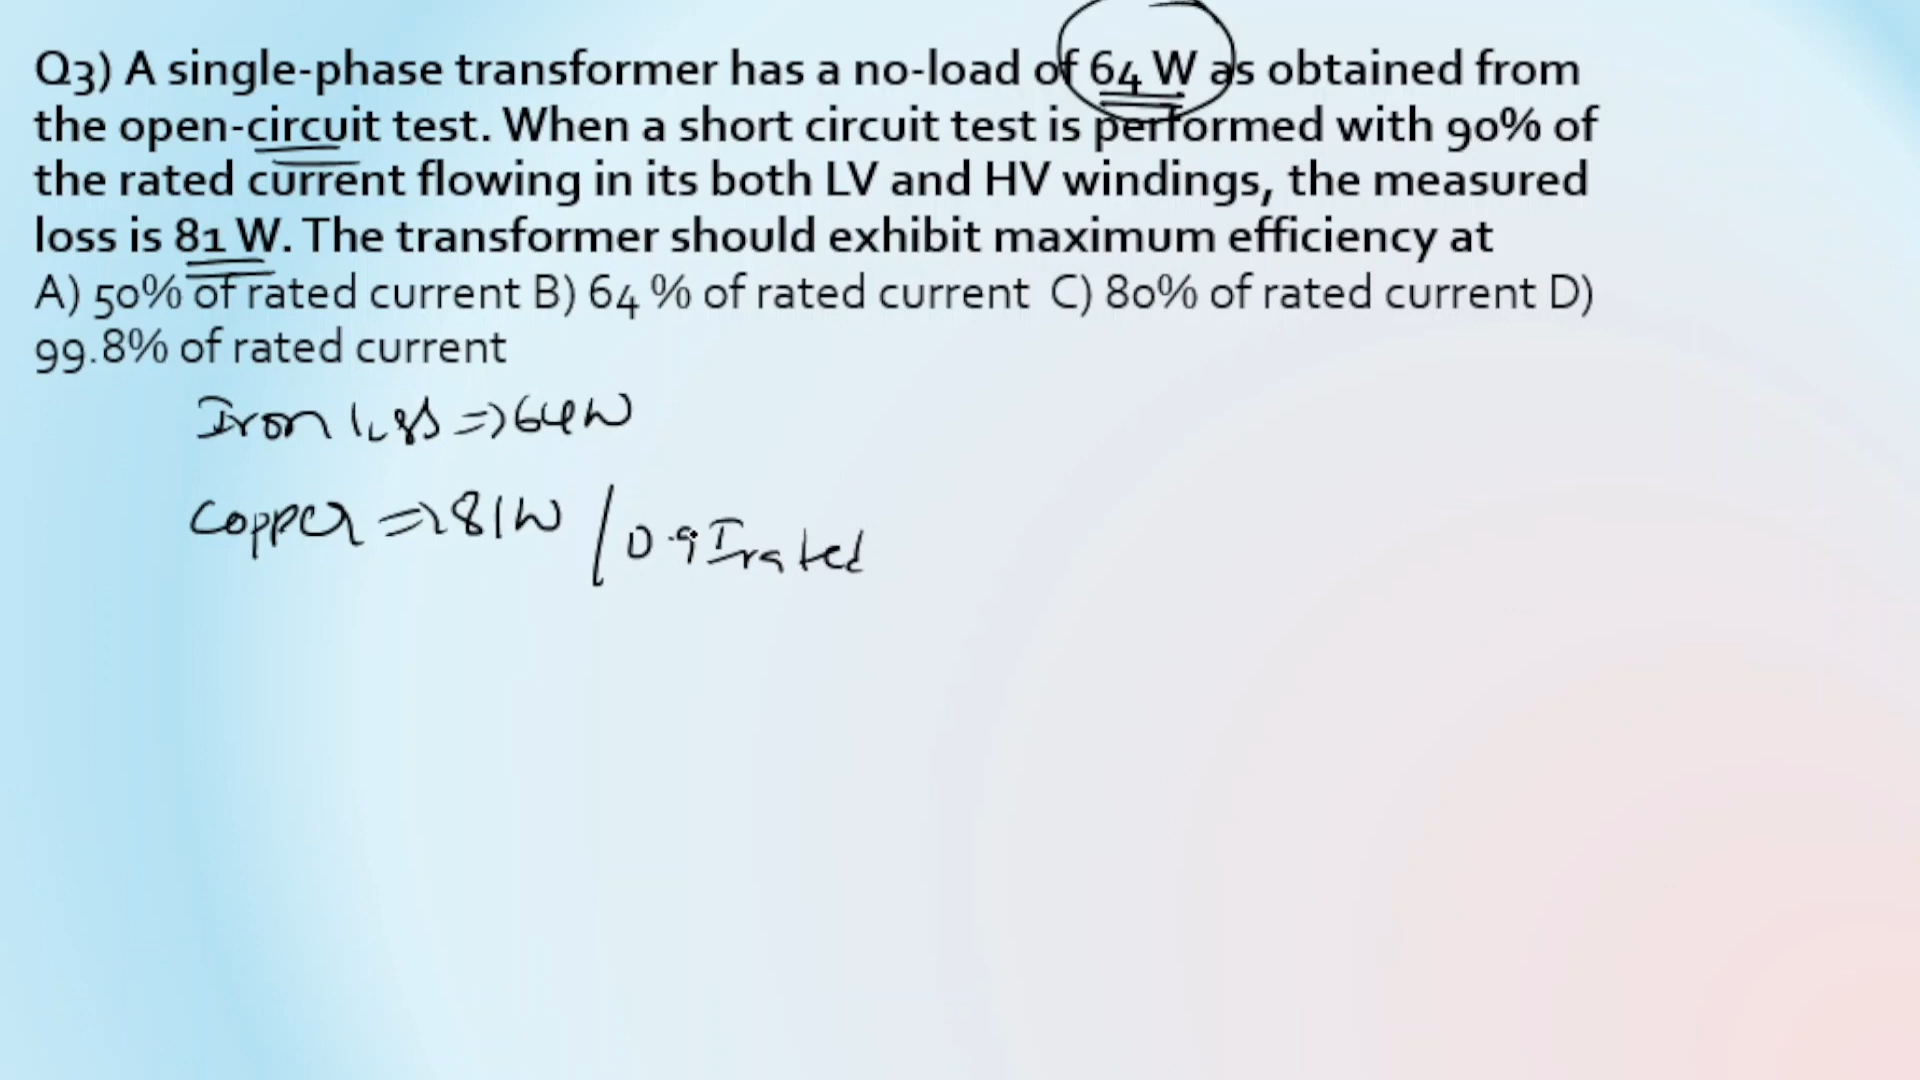 Q3) A single-phase transformer has a no-load of 64 W as obtained from
the open-circuit test. When a short circuit test is performed with 90% of
the rated current flowing in its both LV and HV windings, the measured
loss is 81 W. The transformer should exhibit maximum efficiency at
A) 50% of rated current B) 64 % of rated current C) 80% of rated current D)
99.8% of rated current
Iron loss => 64W
Copper => 81W / 0.9 Irated